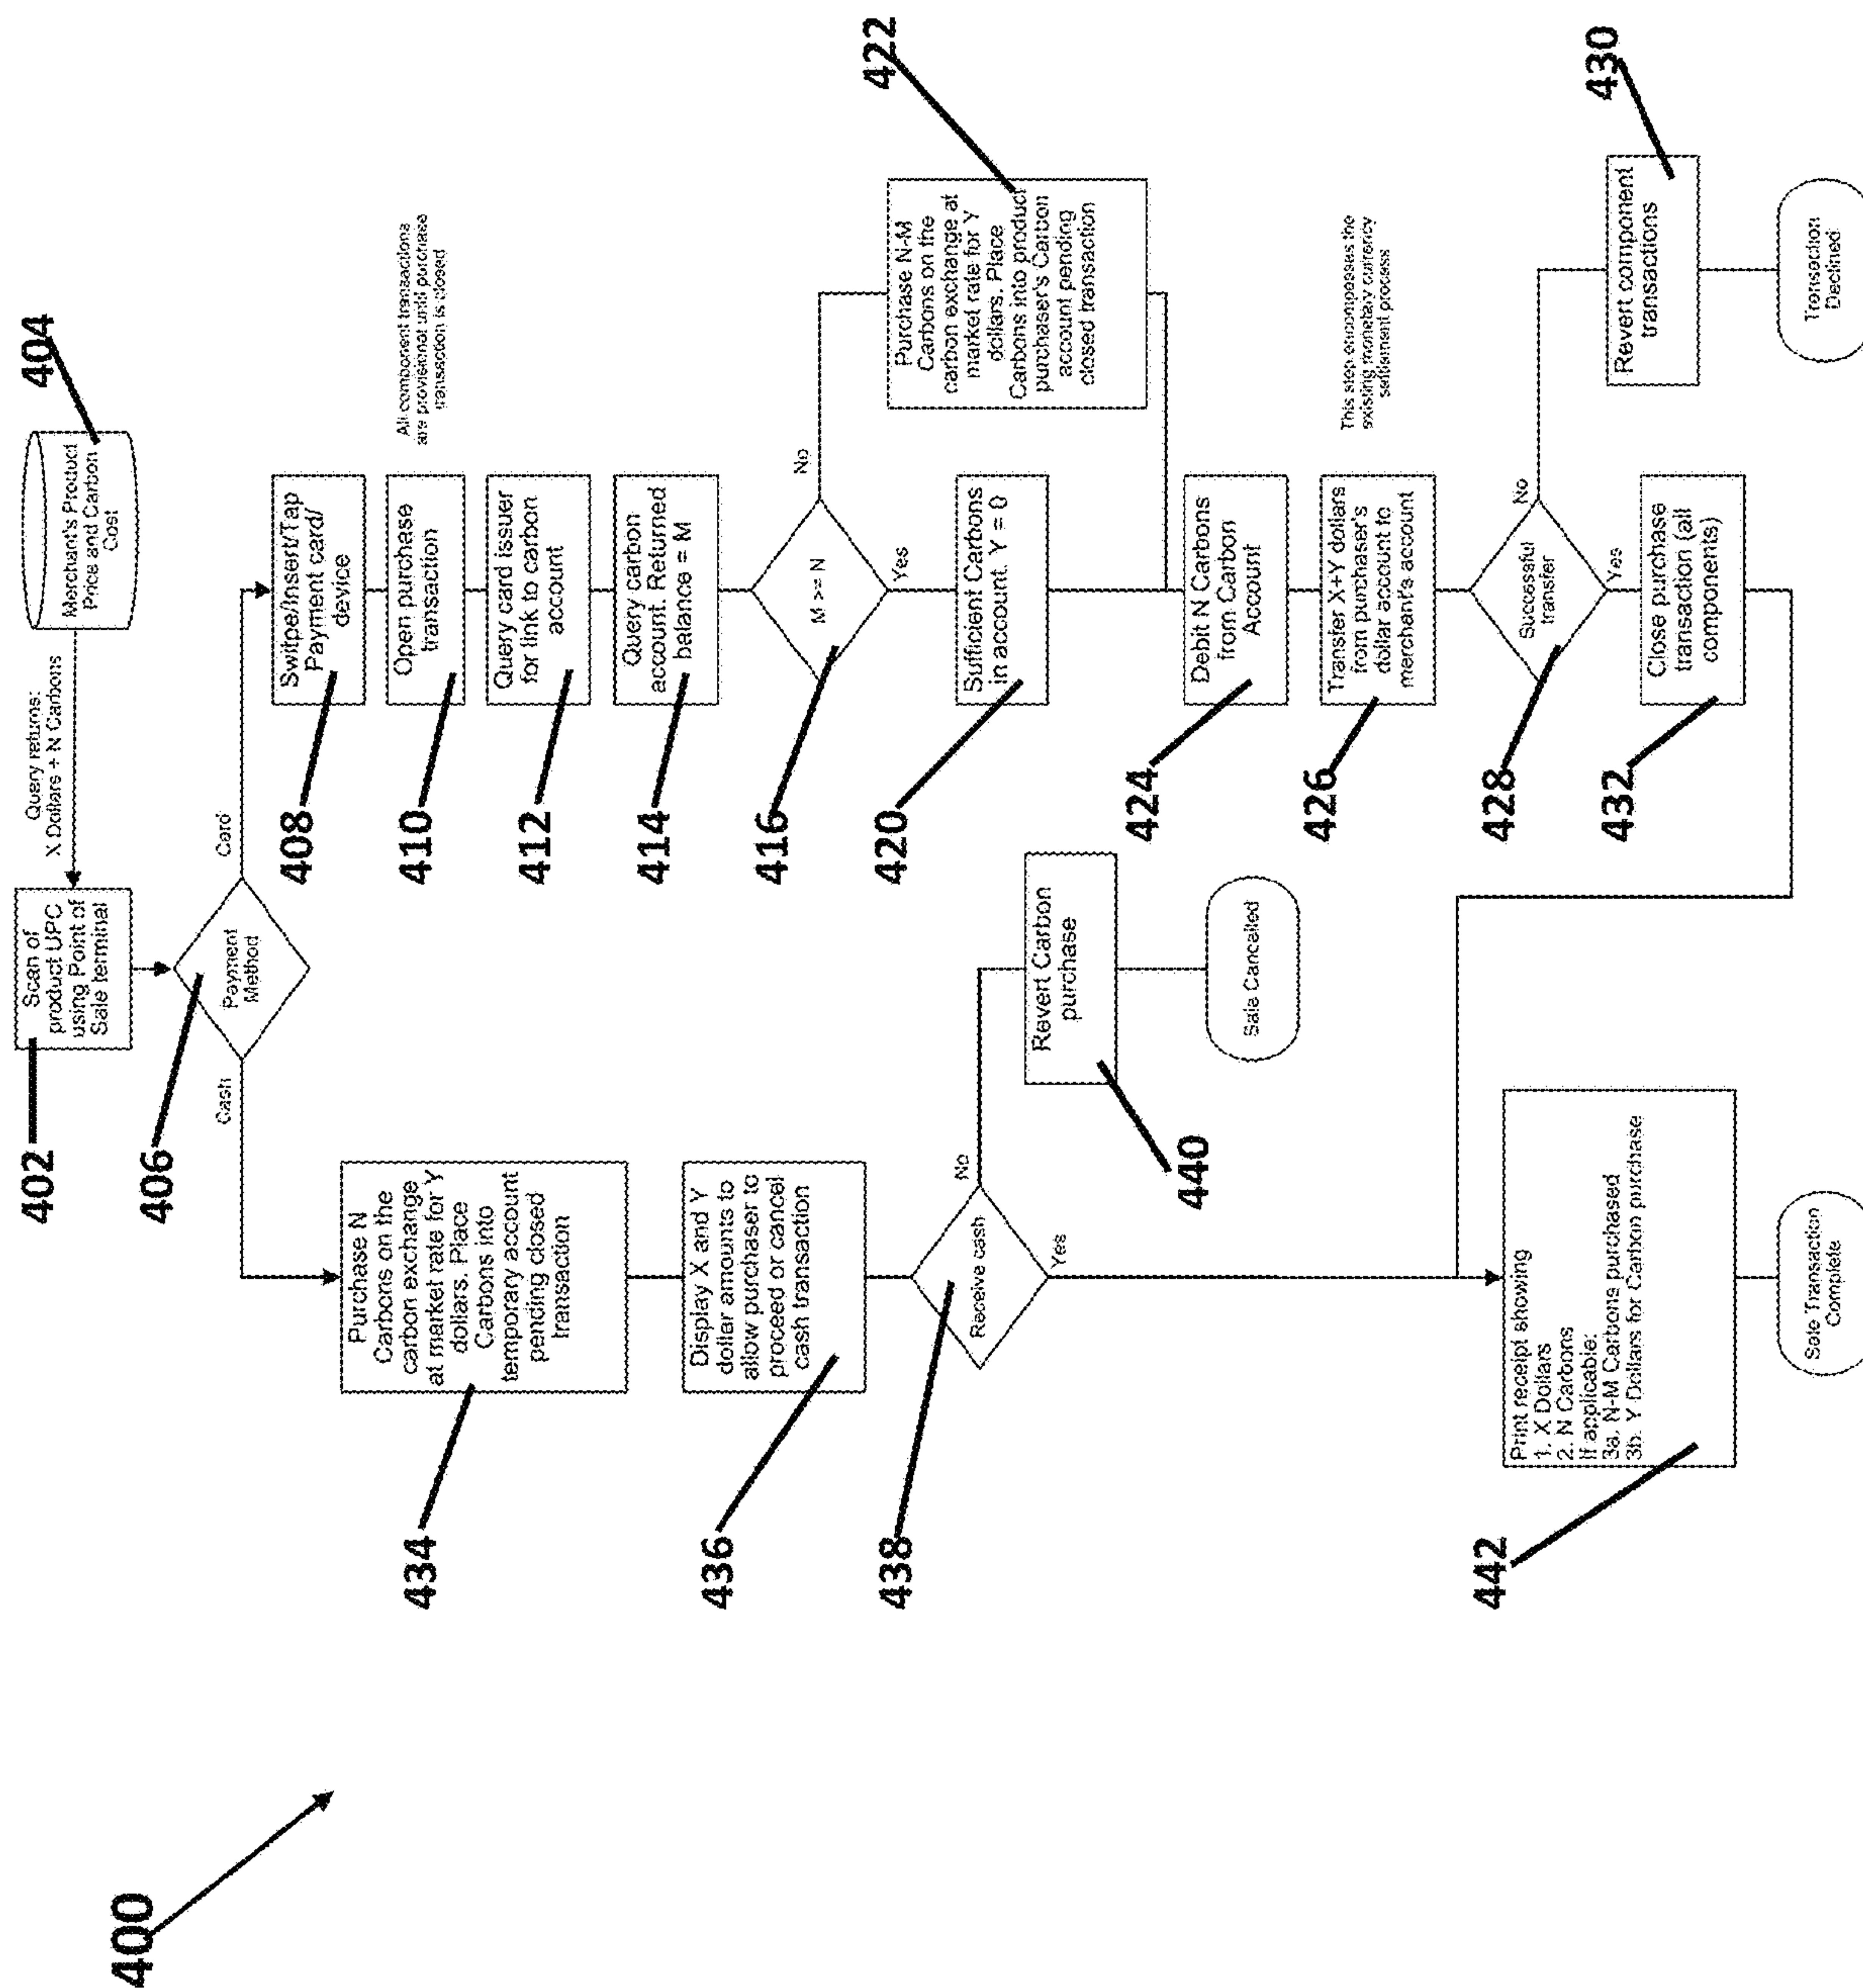 400
402
Scan of
product UPC
using Point of
Sale terminal
Query returns:
X Dollars + N Carbons
404
Merchant's Product
Price and Carbon
Cost
406
Payment
Method
Cash
Card
408
Switpe/Insert/Tap
Payment card/
device
410
Open purchase
transaction
All component transactions
are provisional until purchase
transaction is closed
412
Query card issuer
for link to carbon
account
414
Query carbon
account. Returned
balance = M
416
M >= N
No
Yes
420
Sufficient Carbons
in account. Y = 0
422
Purchase N-M
Carbons on the
carbon exchange at
market rate for Y
dollars. Place
Carbons into product
purchaser's Carbon
account pending
closed transaction
424
Debit N Carbons
from Carbon
Account
426
Transfer X+Y dollars
from purchaser's
dollar account to
merchant's account
This step encompasses the
existing monetary currency
settlement process
428
Successful
transfer
No
Yes
430
Revert component
transactions
Transaction
Declined
432
Close purchase
transaction (all
components)
434
Purchase N
Carbons on the
carbon exchange
at market rate for Y
dollars. Place
Carbons into
temporary account
pending closed
transaction
436
Display X and Y
dollar amounts to
allow purchaser to
proceed or cancel
cash transaction
438
Receive cash
No
Yes
440
Revert Carbon
purchase
Sale Cancelled
442
Print receipt showing
1. X Dollars
2. N Carbons
If applicable:
3a. N-M Carbons purchased
3b. Y Dollars for Carbon purchase
Sale Transaction
Complete